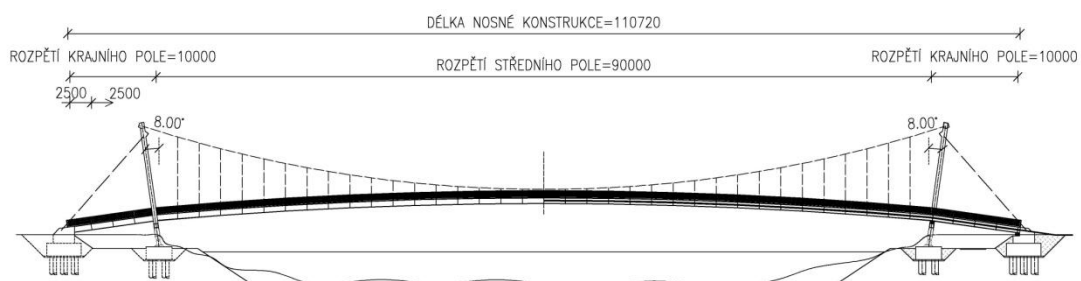 DÉLKA NOSNÉ KONSTRUKCE=110720
ROZPĚTÍ KRAJNÍHO POLE=10000
ROZPĚTÍ STŘEDNÍHO POLE=90000
ROZPĚTÍ KRAJNÍHO POLE=10000
2500 2500
8.00° 8.00°